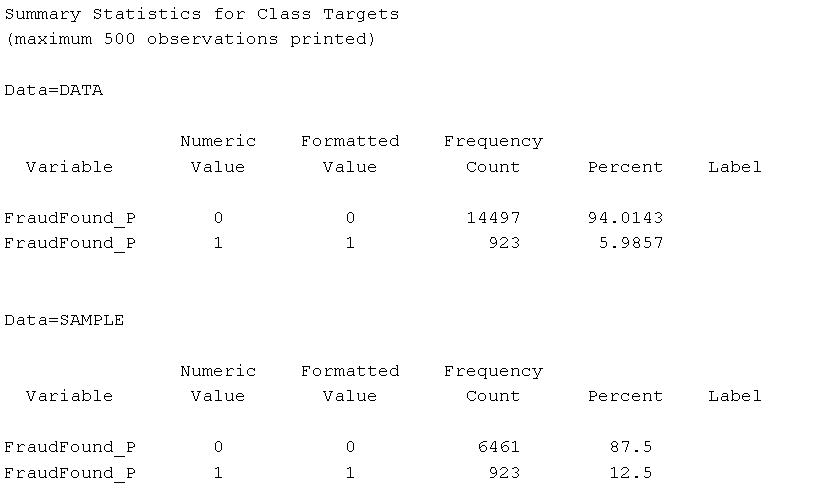 Summary Statistics for Class Targets
(maximum 500 observations printed)
Data=DATA
Numeric Formatted Frequency
Variable Value Value Count Percent Label
FraudFound_P 0 0 14497 94.0143
FraudFound_P 1 1 923 5.9857
Data=SAMPLE
Numeric Formatted Frequency
Variable Value Value Count Percent Label
FraudFound_P 0 0 6461 87.5
FraudFound_P 1 1 923 12.5